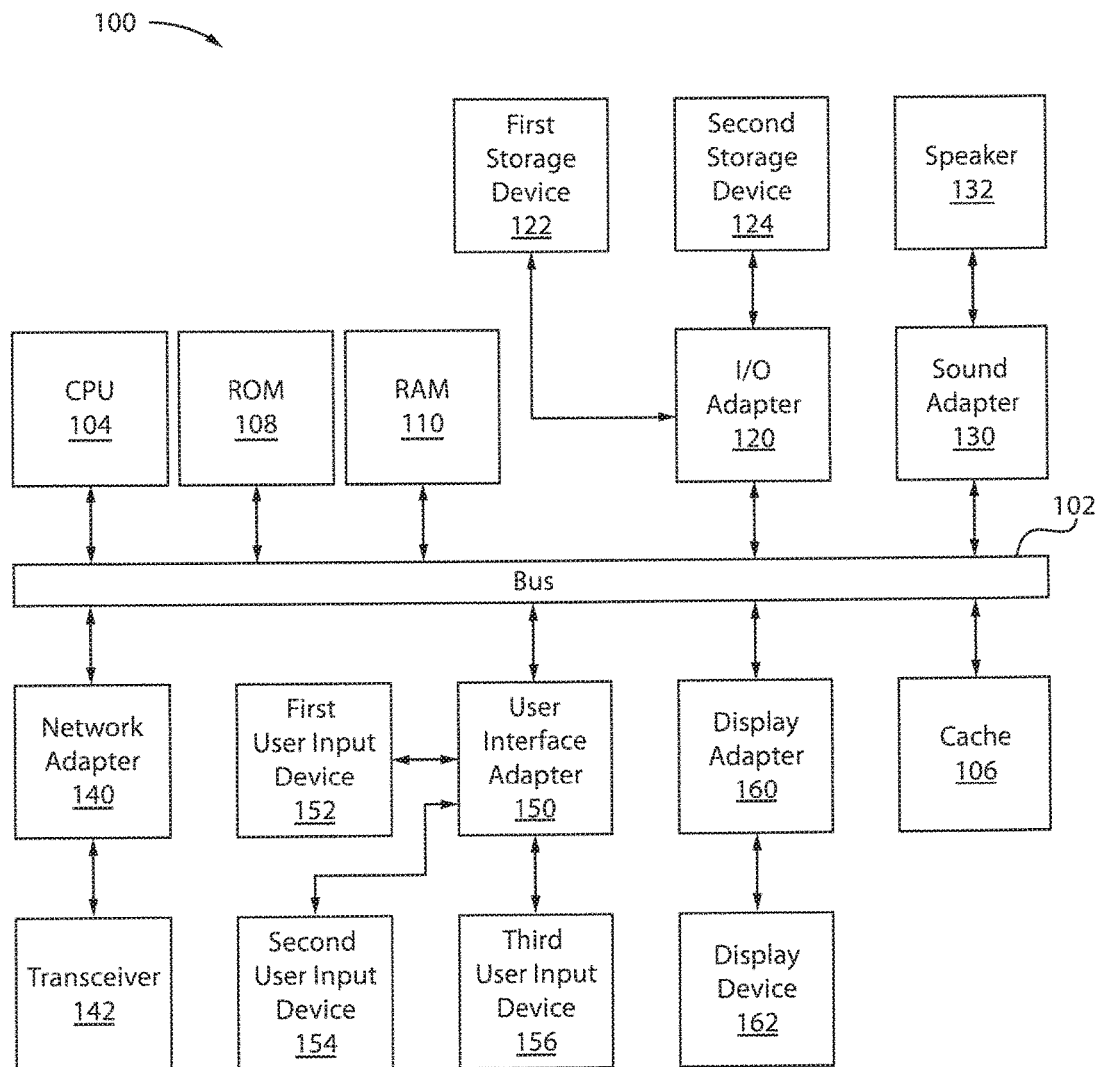 100
First
Storage
Device
122
Second
Storage
Device
124
Speaker
132
CPU
104
ROM
108
RAM
110
I/O
Adapter
120
Sound
Adapter
130
102
Bus
Network
Adapter
140
First
User Input
Device
152
User
Interface
Adapter
150
Display
Adapter
160
Cache
106
Transceiver
142
Second
User Input
Device
154
Third
User Input
Device
156
Display
Device
162